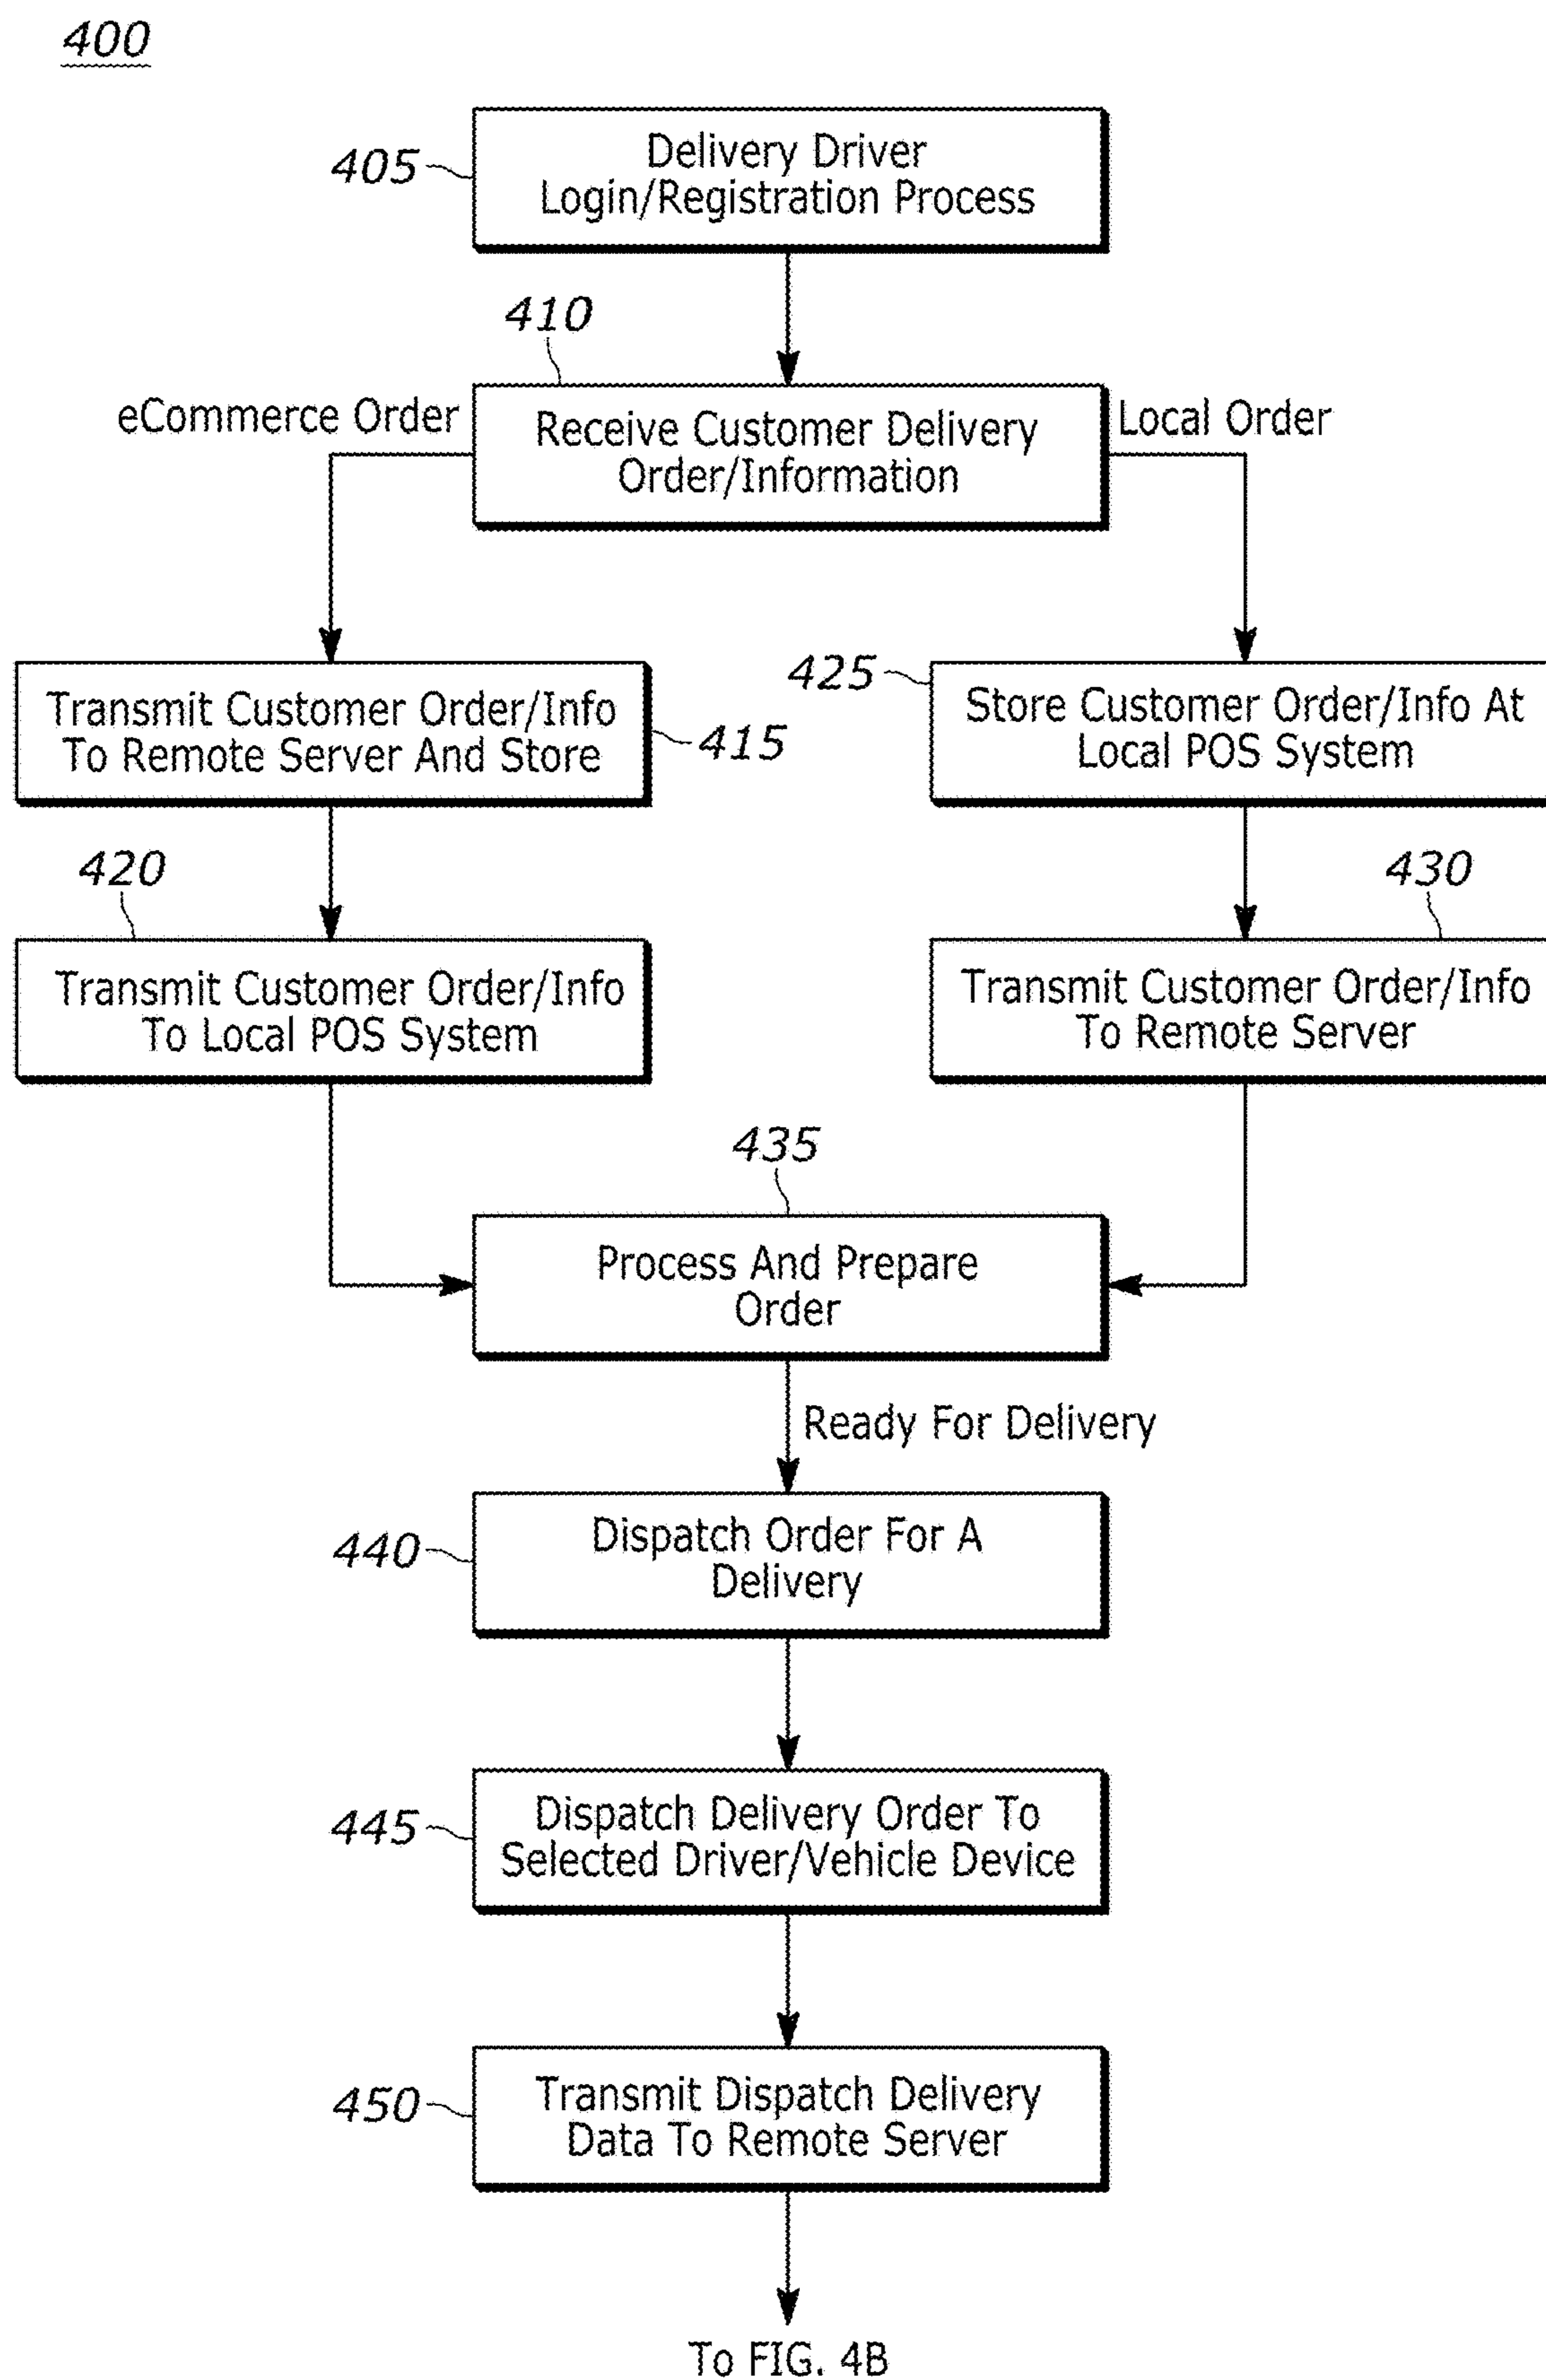 400
405
Delivery Driver
Login/Registration Process
410
eCommerce Order
Receive Customer Delivery
Order/Information
Local Order
Transmit Customer Order/Info
To Remote Server And Store
415
425
Store Customer Order/Info At
Local POS System
420
Transmit Customer Order/Info
To Local POS System
430
Transmit Customer Order/Info
To Remote Server
435
Process And Prepare
Order
Ready For Delivery
440
Dispatch Order For A
Delivery
445
Dispatch Delivery Order To
Selected Driver/Vehicle Device
450
Transmit Dispatch Delivery
Data To Remote Server
To FIG. 4B